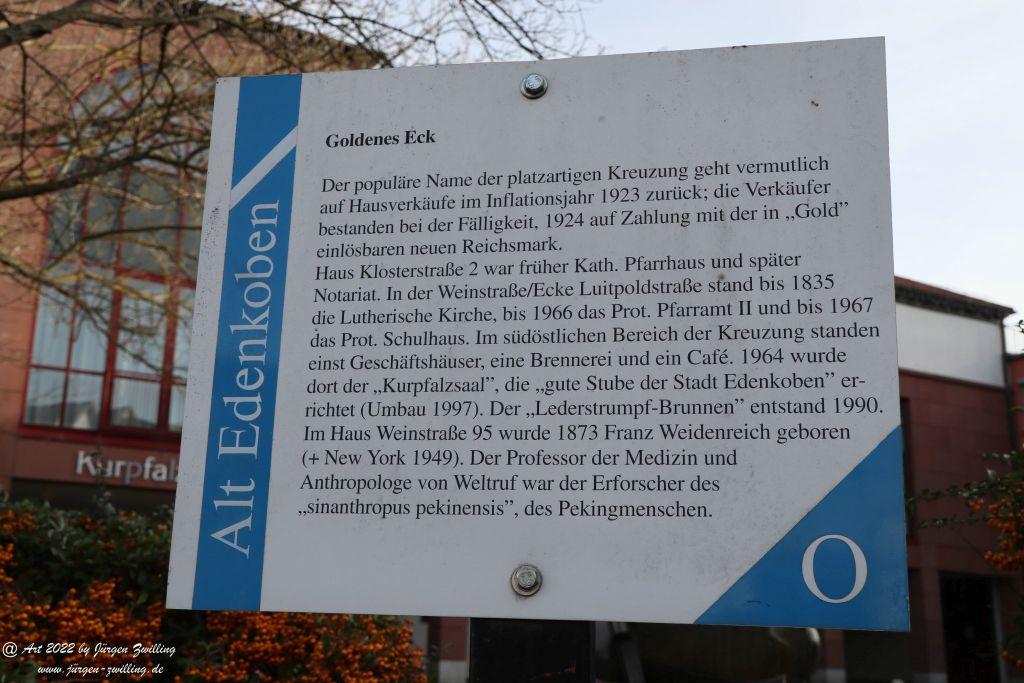 Goldenes Eck
Der populäre Name der platzartigen Kreuzung geht vermutlich
auf Hausverkäufe im Inflationsjahr 1923 zurück; die Verkäufer
bestanden bei der Fälligkeit, 1924 auf Zahlung mit der in „Gold”
einlösbaren neuen Reichsmark.
Haus Klosterstraße 2 war früher Kath. Pfarrhaus und später
Notariat. In der Weinstraße/Ecke Luitpoldstraße stand bis 1835
die Lutherische Kirche, bis 1966 das Prot. Pfarramt II und bis 1967
das Prot. Schulhaus. Im südöstlichen Bereich der Kreuzung standen
einst Geschäftshäuser, eine Brennerei und ein Café. 1964 wurde
dort der „Kurpfalzsaal”, die „gute Stube der Stadt Edenkoben” er-
richtet (Umbau 1997). Der „Lederstrumpf-Brunnen” entstand 1990.
Im Haus Weinstraße 95 wurde 1873 Franz Weidenreich geboren
(+ New York 1949). Der Professor der Medizin und
Anthropologe von Weltruf war der Erforscher des
„sinanthropus pekinensis”, des Pekingmenschen.
Alt Edenkoben
O
Kurpfal
@ Art 2022 by Jürgen Zwilling
www.jürgen-zwilling.de